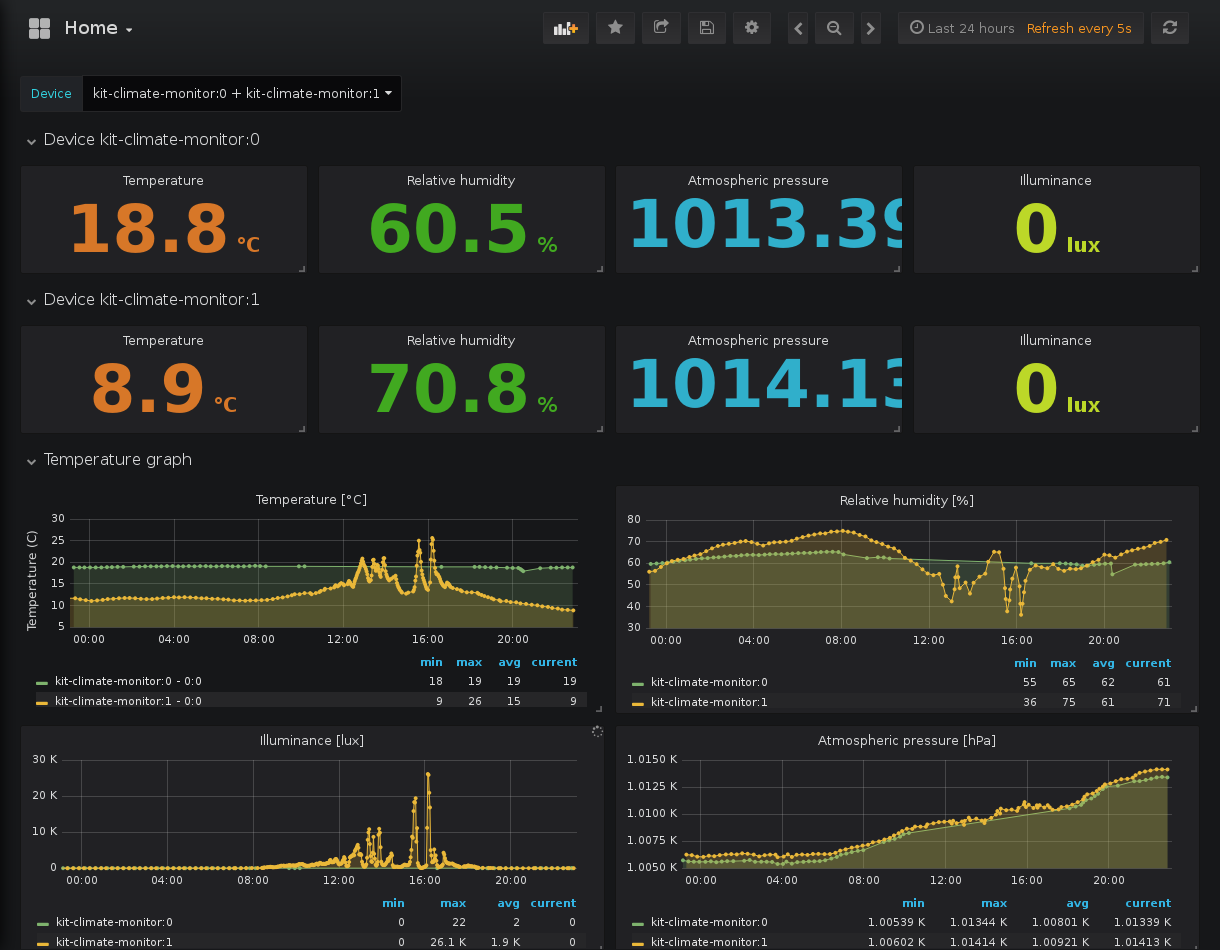 Home
Last 24 hours Refresh every 5s
Device kit-climate-monitor:0 + kit-climate-monitor:1
Device kit-climate-monitor:0
Temperature Relative humidity Atmospheric pressure Illuminance
18.8 °C 60.5 % 1013.39 0 lux
Device kit-climate-monitor:1
Temperature Relative humidity Atmospheric pressure Illuminance
8.9 °C 70.8 % 1014.13 0 lux
Temperature graph
Temperature [°C]
Temperature (C)
30
25
20
15
10
5
00:00 04:00 08:00 12:00 16:00 20:00
min max avg current
kit-climate-monitor:0 - 0:0 18 19 19 19
kit-climate-monitor:1 - 0:0 9 26 15 9
Relative humidity [%]
80
70
60
50
40
30
00:00 04:00 08:00 12:00 16:00 20:00
min max avg current
kit-climate-monitor:0 55 65 62 61
kit-climate-monitor:1 36 75 61 71
Illuminance [lux]
30 K
20 K
10 K
0
00:00 04:00 08:00 12:00 16:00 20:00
min max avg current
kit-climate-monitor:0 0 22 2 0
kit-climate-monitor:1 0 26.1 K 1.9 K 0
Atmospheric pressure [hPa]
1.0150 K
1.0125 K
1.0100 K
1.0075 K
1.0050 K
00:00 04:00 08:00 12:00 16:00 20:00
min max avg current
kit-climate-monitor:0 1.00539 K 1.01344 K 1.00801 K 1.01339 K
kit-climate-monitor:1 1.00602 K 1.01414 K 1.00921 K 1.01413 K